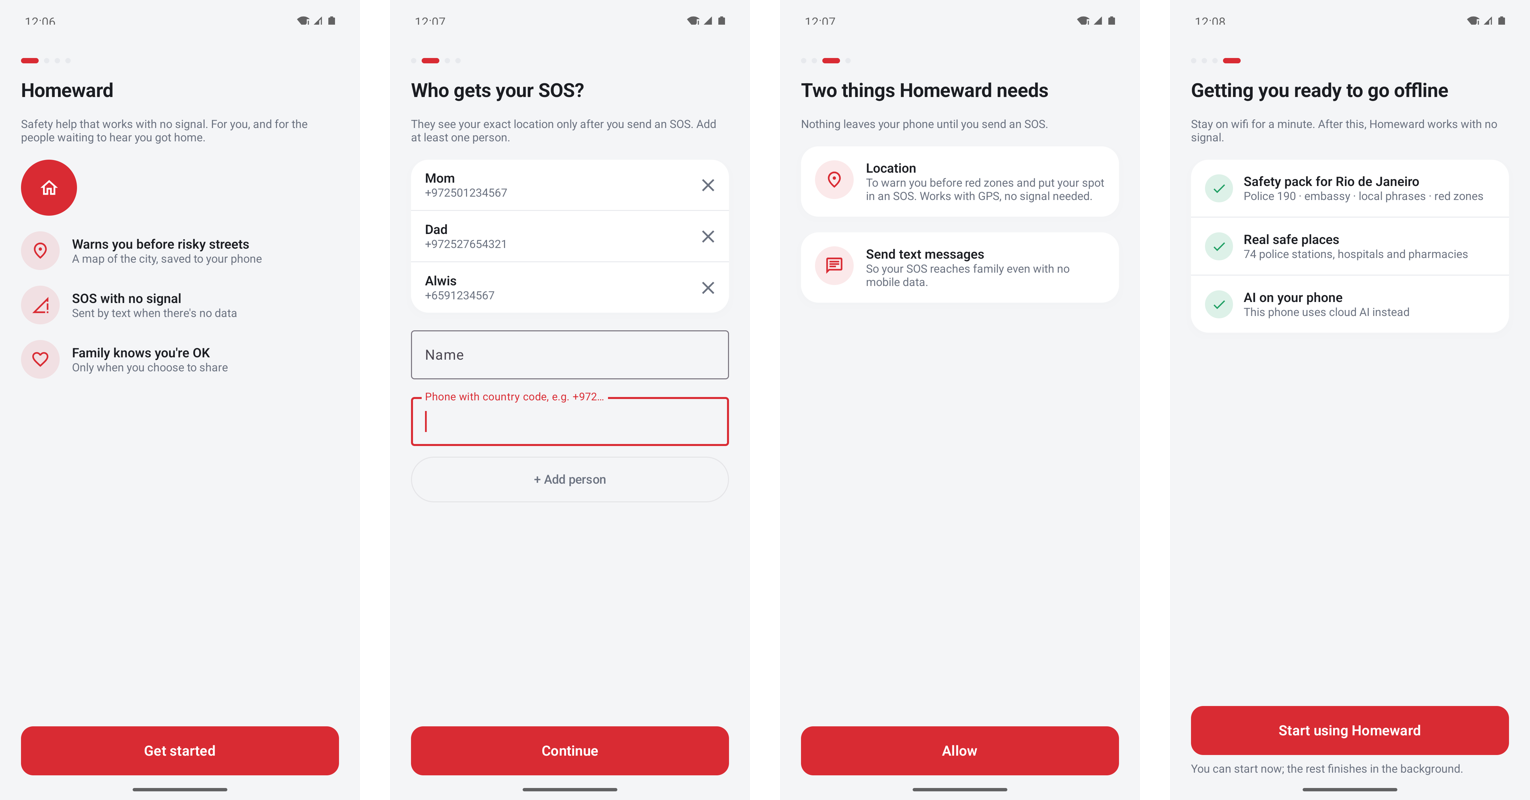 12:06
Homeward
Safety help that works with no signal. For you, and for the
people waiting to hear you got home.
Warns you before risky streets
A map of the city, saved to your phone
SOS with no signal
Sent by text when there's no data
Family knows you're OK
Only when you choose to share
Get started
12:07
Who gets your SOS?
They see your exact location only after you send an SOS. Add
at least one person.
Mom
+972501234567
Dad
+972527654321
Alwis
+6591234567
Name
Phone with country code, e.g. +972…
+ Add person
Continue
12:07
Two things Homeward needs
Nothing leaves your phone until you send an SOS.
Location
To warn you before red zones and put your spot
in an SOS. Works with GPS, no signal needed.
Send text messages
So your SOS reaches family even with no
mobile data.
Allow
12:08
Getting you ready to go offline
Stay on wifi for a minute. After this, Homeward works with no
signal.
Safety pack for Rio de Janeiro
Police 190 · embassy · local phrases · red zones
Real safe places
74 police stations, hospitals and pharmacies
AI on your phone
This phone uses cloud AI instead
Start using Homeward
You can start now; the rest finishes in the background.